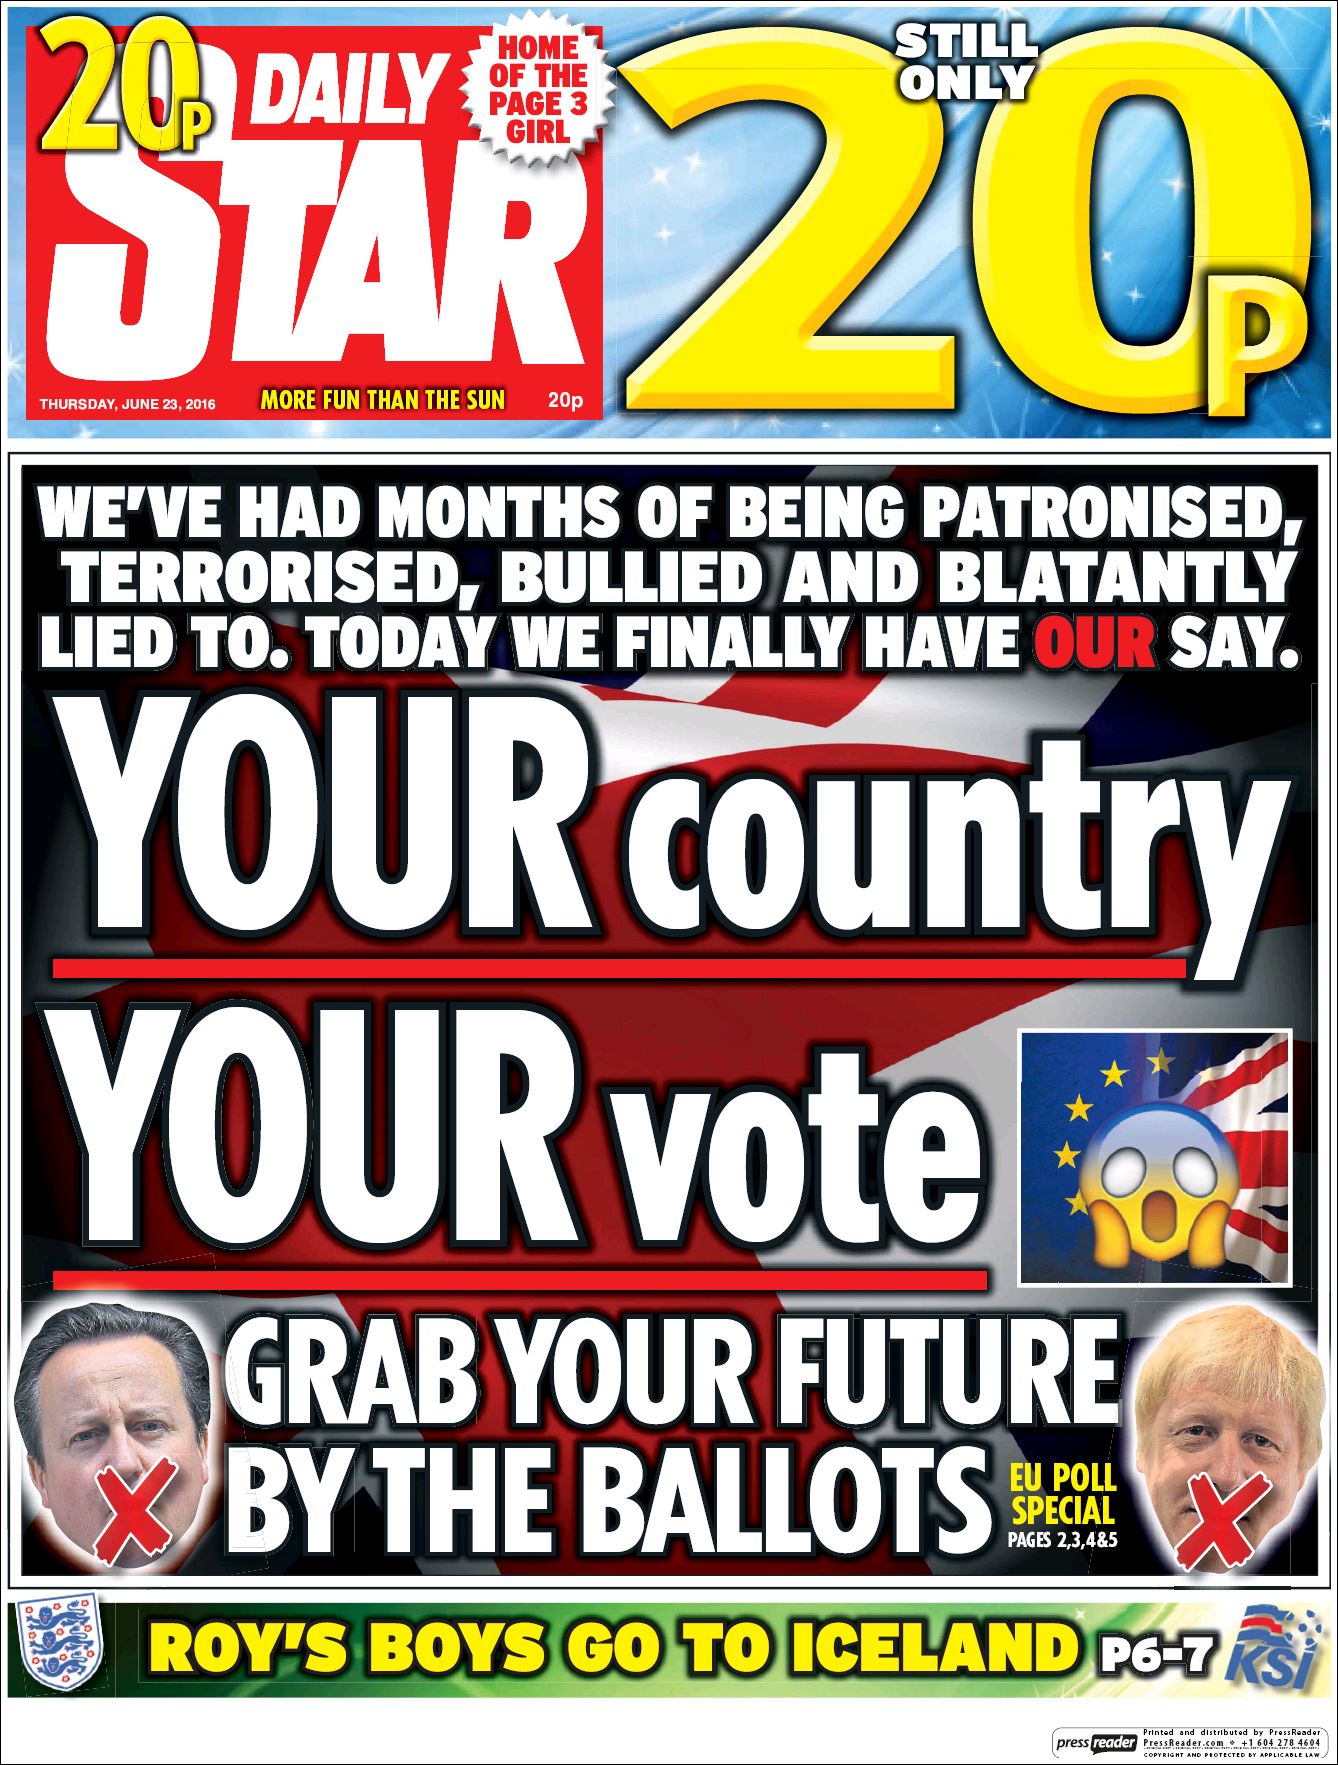 20P
DAILY
STAR
HOME
OF THE
PAGE 3
GIRL
THURSDAY, JUNE 23, 2016
MORE FUN THAN THE SUN
20p
STILL
ONLY
20P
WE'VE HAD MONTHS OF BEING PATRONISED,
TERRORISED, BULLIED AND BLATANTLY
LIED TO. TODAY WE FINALLY HAVE OUR SAY.
YOUR country
YOUR vote
GRAB YOUR FUTURE
BY THE BALLOTS
EU POLL
SPECIAL
PAGES 2,3,4&5
ROY'S BOYS GO TO ICELAND P6-7
KSI
pressreader
Printed and distributed by PressReader
PressReader.com + +1 604 278 4604
COPYRIGHT AND PROTECTED BY APPLICABLE LAW